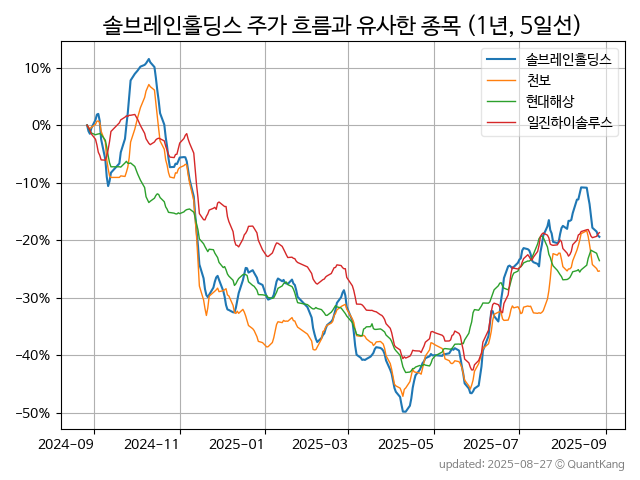 솔브레인홀딩스 주가 흐름과 유사한 종목 (1년, 5일선)
솔브레인홀딩스
천보
현대해상
일진하이솔루스
10%
0%
−10%
−20%
−30%
−40%
−50%
2024-09 2024-11 2025-01 2025-03 2025-05 2025-07 2025-09
updated: 2025-08-27 © QuantKang